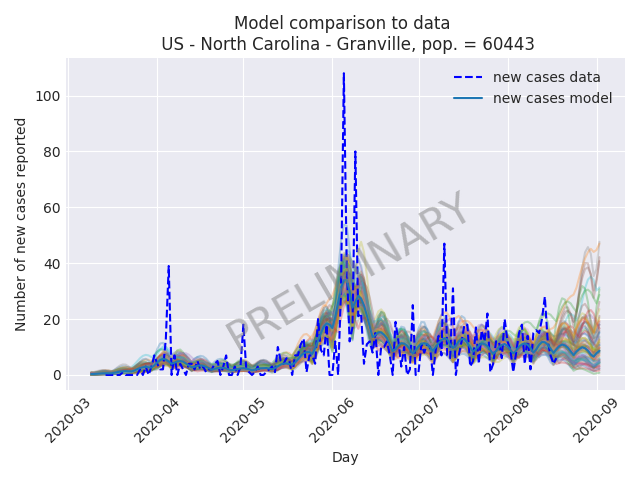 Model comparison to data
US - North Carolina - Granville, pop. = 60443
new cases data
new cases model
PRELIMINARY
Number of new cases reported
100
80
60
40
20
0
2020-03
2020-04
2020-05
2020-06
2020-07
2020-08
2020-09
Day